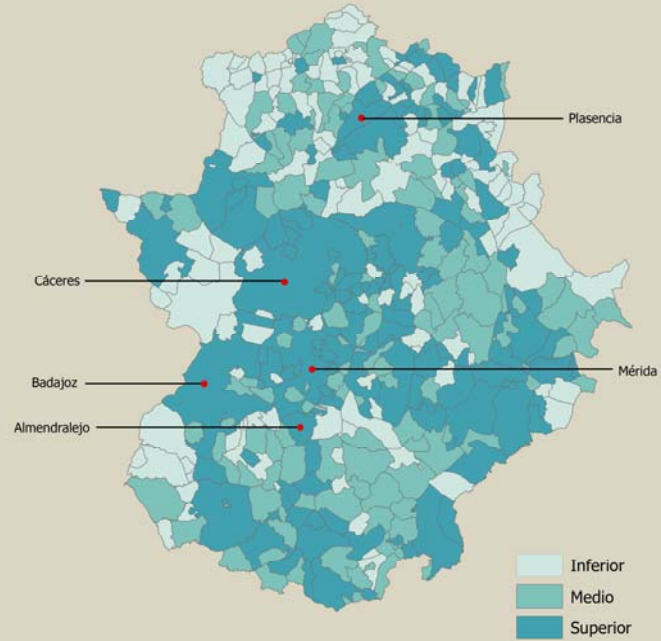 Plasencia
Cáceres
Mérida
Badajoz
Almendralejo
Inferior
Medio
Superior